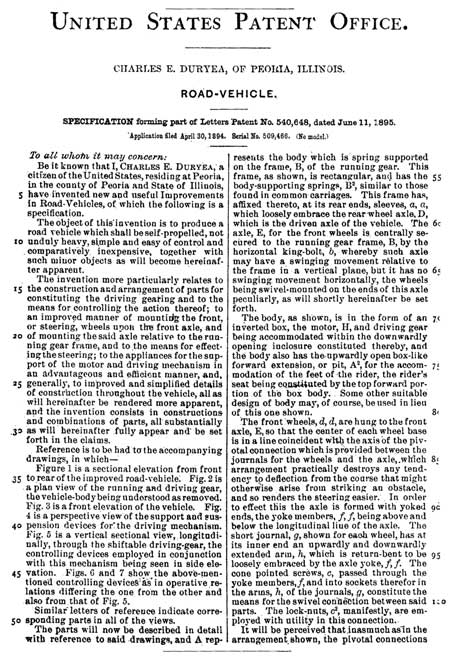 UNITED STATES PATENT OFFICE.
CHARLES E. DURYEA, OF PEORIA, ILLINOIS.
ROAD-VEHICLE.
SPECIFICATION forming part of Letters Patent No. 540,648, dated June 11, 1895.
Application filed April 30, 1894. Serial No. 509,466. (No model.)
To all whom it may concern:
Be it known that I, CHARLES E. DURYEA, a
citizen of the United States, residing at Peoria,
in the county of Peoria and State of Illinois,
5 have invented new and useful Improvements
in Road-Vehicles, of which the following is a
specification.
The object of this invention is to produce a
road vehicle which shall be self-propelled, not
10 unduly heavy, simple and easy of control and
comparatively inexpensive, together with
such minor objects as will become hereinaf-
ter apparent.
The invention more particularly relates to
15 the construction and arrangement of parts for
constituting the driving gearing and to the
means for controlling the action thereof; to
an improved manner of mounting the front,
or steering, wheels upon the front axle, and
20 of mounting the said axle relative to the run-
ning gear frame, and to the means for effect-
ing the steering; to the appliances for the sup-
port of the motor and driving mechanism in
an advantageous and efficient manner, and,
25 generally, to improved and simplified details
of construction throughout the vehicle, all as
will hereinafter be rendered more apparent,
and the invention consists in constructions
and combinations of parts, all substantially
30 as will hereinafter fully appear and be set
forth in the claims.
Reference is to be had to the accompanying
drawings, in which—
Figure 1 is a sectional elevation from front
35 to rear of the improved road-vehicle. Fig. 2 is
a plan view of the running and driving gear,
the vehicle-body being understood as removed.
Fig. 3 is a front elevation of the vehicle. Fig.
4 is a perspective view of the support and sus-
40 pension devices for the driving mechanism.
Fig. 5 is a vertical sectional view, longitudi-
nally, through the shiftable driving-gear, the
controlling devices employed in conjunction
with this mechanism being seen in side ele-
45 vation. Figs. 6 and 7 show the above-men-
tioned controlling devices as in operative re-
lations differing the one from the other and
also from that of Fig. 5.
Similar letters of reference indicate corre-
50 sponding parts in all of the views.
The parts will now be described in detail
with reference to said drawings, and A rep-
resents the body which is spring supported
on the frame, B, of the running gear. This
frame, as shown, is rectangular, and has the 55
body-supporting springs, B², similar to those
found in common carriages. This frame has,
affixed thereto, at its rear ends, sleeves, a, a,
which loosely embrace the rear wheel axle, D,
which is the driven axle of the vehicle. The 60
axle, E, for the front wheels is centrally se-
cured to the running gear frame, B, by the
horizontal king-bolt, b, whereby such axle
may have a swinging movement relative to
the frame in a vertical plane, but it has no 65
swinging movement horizontally, the wheels
being swivel-mounted on the ends of this axle
peculiarly, as will shortly hereinafter be set
forth.
The body, as shown, is in the form of an 70
inverted box, the motor, H, and driving gear
being accommodated within the downwardly
opening inclosure constituted thereby, and
the body also has the upwardly open box-like
forward extension, or pit, A², for the accom- 75
modation of the feet of the rider, the rider's
seat being constituted by the top forward por-
tion of the box body. Some other suitable
design of body may, of course, be used in lieu
of this one shown. 80
The front wheels, d, d, are hung to the front
axle, E, so that the center of each wheel base
is in a line coincident with the axis of the piv-
otal connection which is provided between the
journals for the wheels and the axle, which 85
arrangement practically destroys any tend-
ency to deflection from the course that might
otherwise arise from striking an obstacle,
and so renders the steering easier. In order
to effect this the axle is formed with yoked 90
ends, the yoke members, f, f, being above and
below the longitudinal line of the axle. The
short journal, g, shown for each wheel, has at
its inner end an upwardly and downwardly
extended arm, h, which is return-bent to be 95
loosely embraced by the axle yoke, f, f. The
cone pointed screws, c, passed through the
yoke members, f, and into sockets therefor in
the arms, h, of the journals, g, constitute the
means for the swivel connection between said 100
parts. The lock-nuts, c², manifestly, are em-
ployed with utility in this connection.
It will be perceived that inasmuch as in the
arrangement shown, the pivotal connections